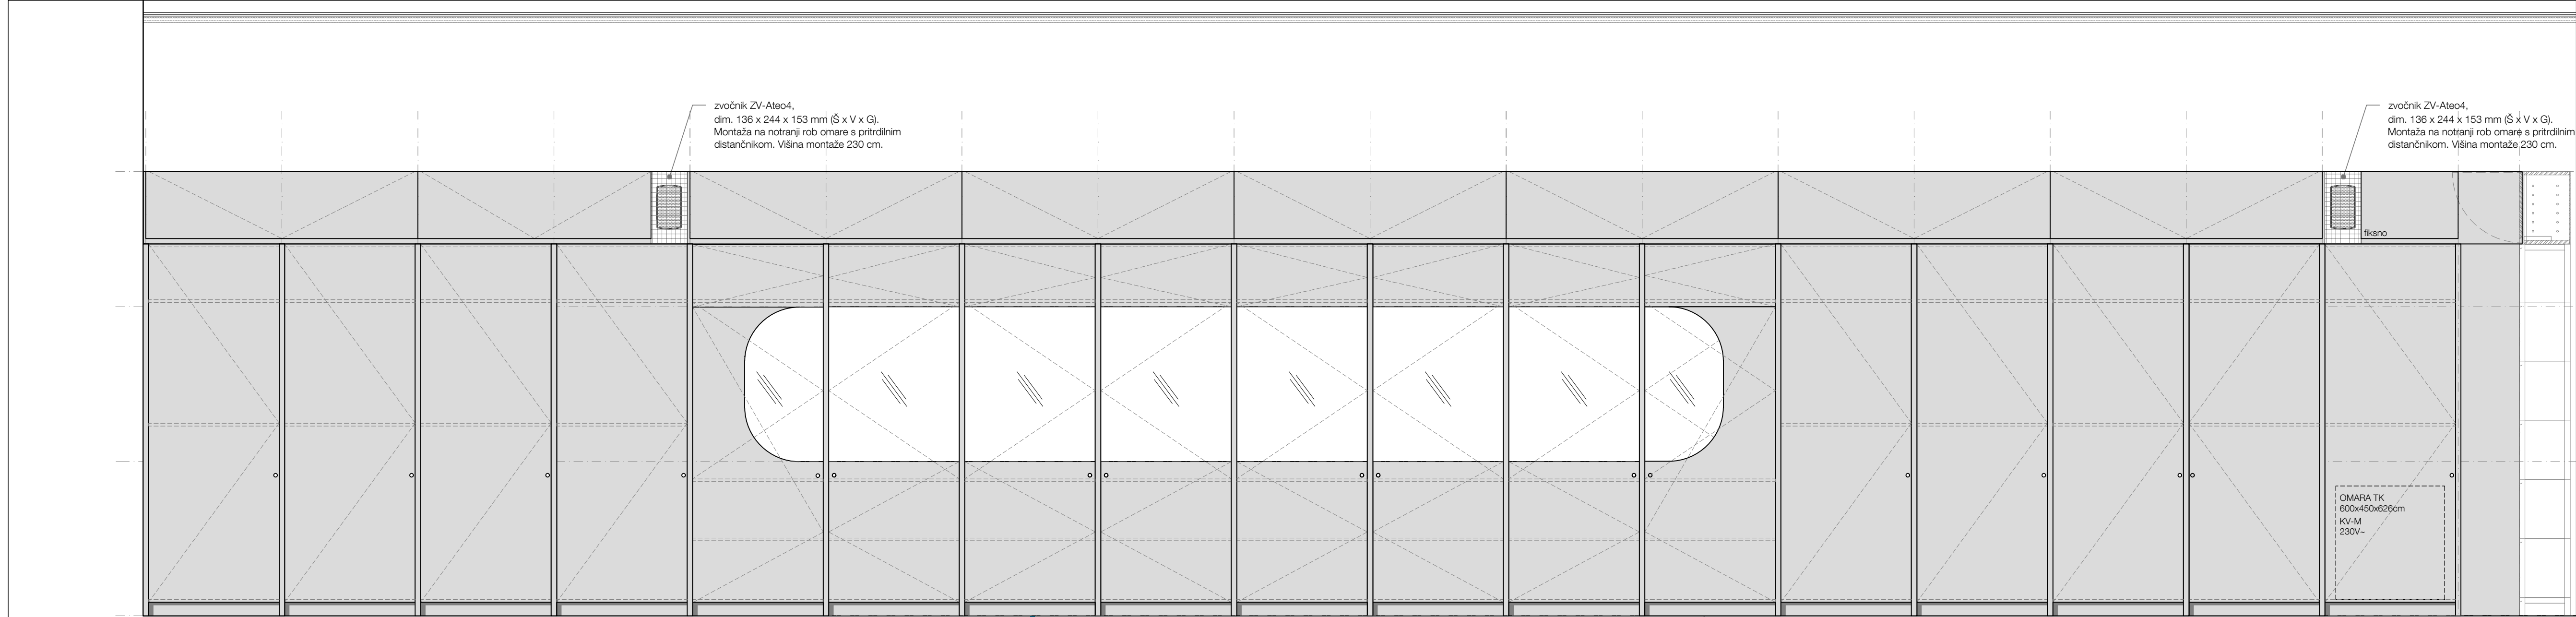 zvočnik ZV-Ateo4,
dim. 136 x 244 x 153 mm (Š x V x G).
Montaža na notranji rob omare s pritrdilnim
distančnikom. Višina montaže 230 cm.
zvočnik ZV-Ateo4,
dim. 136 x 244 x 153 mm (Š x V x G).
Montaža na notranji rob omare s pritrdilnim
distančnikom. Višina montaže 230 cm.
fiksno
OMARA TK
600x450x626cm
KV-M
230V~